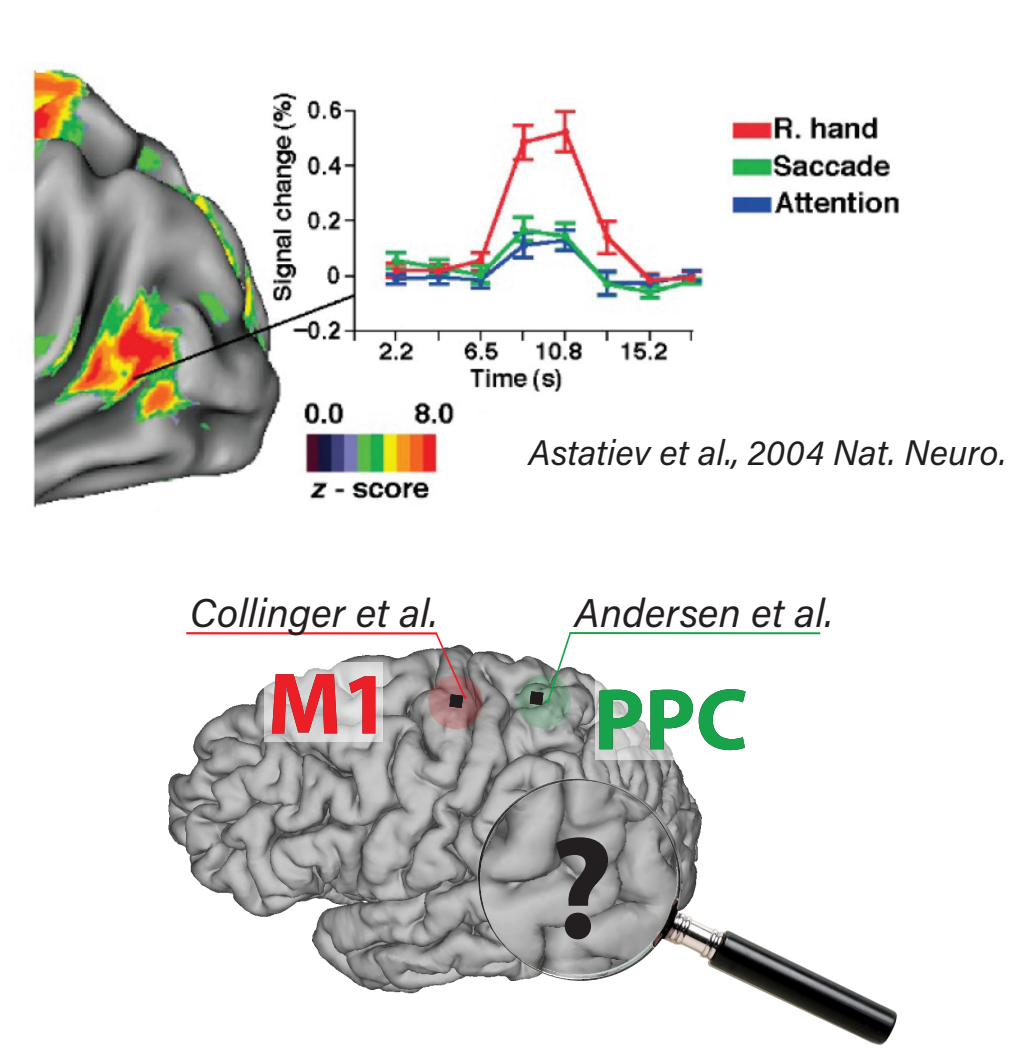 Signal change (%)
0.6
0.4
0.2
0
−0.2
2.2 6.5 10.8 15.2
Time (s)
R. hand
Saccade
Attention
0.0 8.0
z - score
Astatiev et al., 2004 Nat. Neuro.
Collinger et al. Andersen et al.
M1 PPC
?